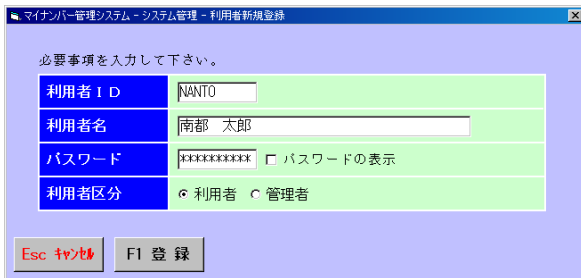 マイナンバー管理システム - システム管理 - 利用者新規登録
必要事項を入力して下さい。
利用者ＩＤ NANTO
利用者名 南都　太郎
パスワード ********** パスワードの表示
利用者区分 利用者 管理者
Esc ｷｬﾝｾﾙ F1 登 録